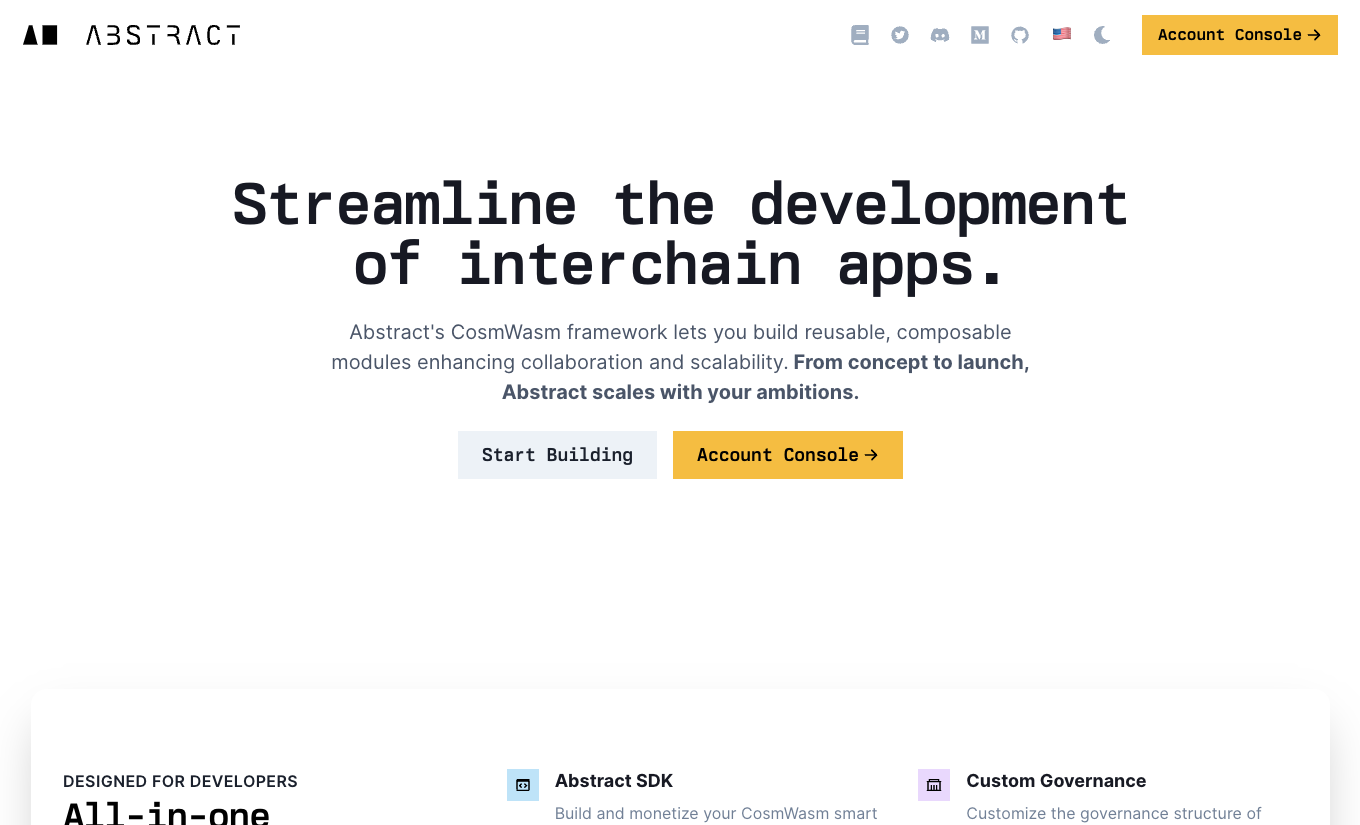 ABSTRACT
Account Console →
Streamline the development
of interchain apps.
Abstract's CosmWasm framework lets you build reusable, composable
modules enhancing collaboration and scalability. From concept to launch,
Abstract scales with your ambitions.
Start Building
Account Console →
DESIGNED FOR DEVELOPERS
All-in-one
Abstract SDK
Build and monetize your CosmWasm smart
Custom Governance
Customize the governance structure of